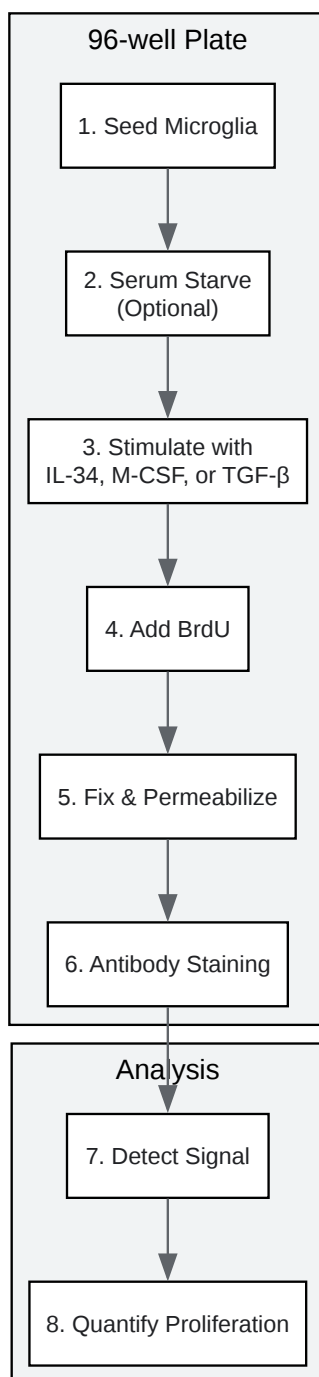 96-well Plate
1. Seed Microglia
2. Serum Starve
(Optional)
3. Stimulate with
IL-34, M-CSF, or TGF-β
4. Add BrdU
5. Fix & Permeabilize
6. Antibody Staining
Analysis
7. Detect Signal
8. Quantify Proliferation